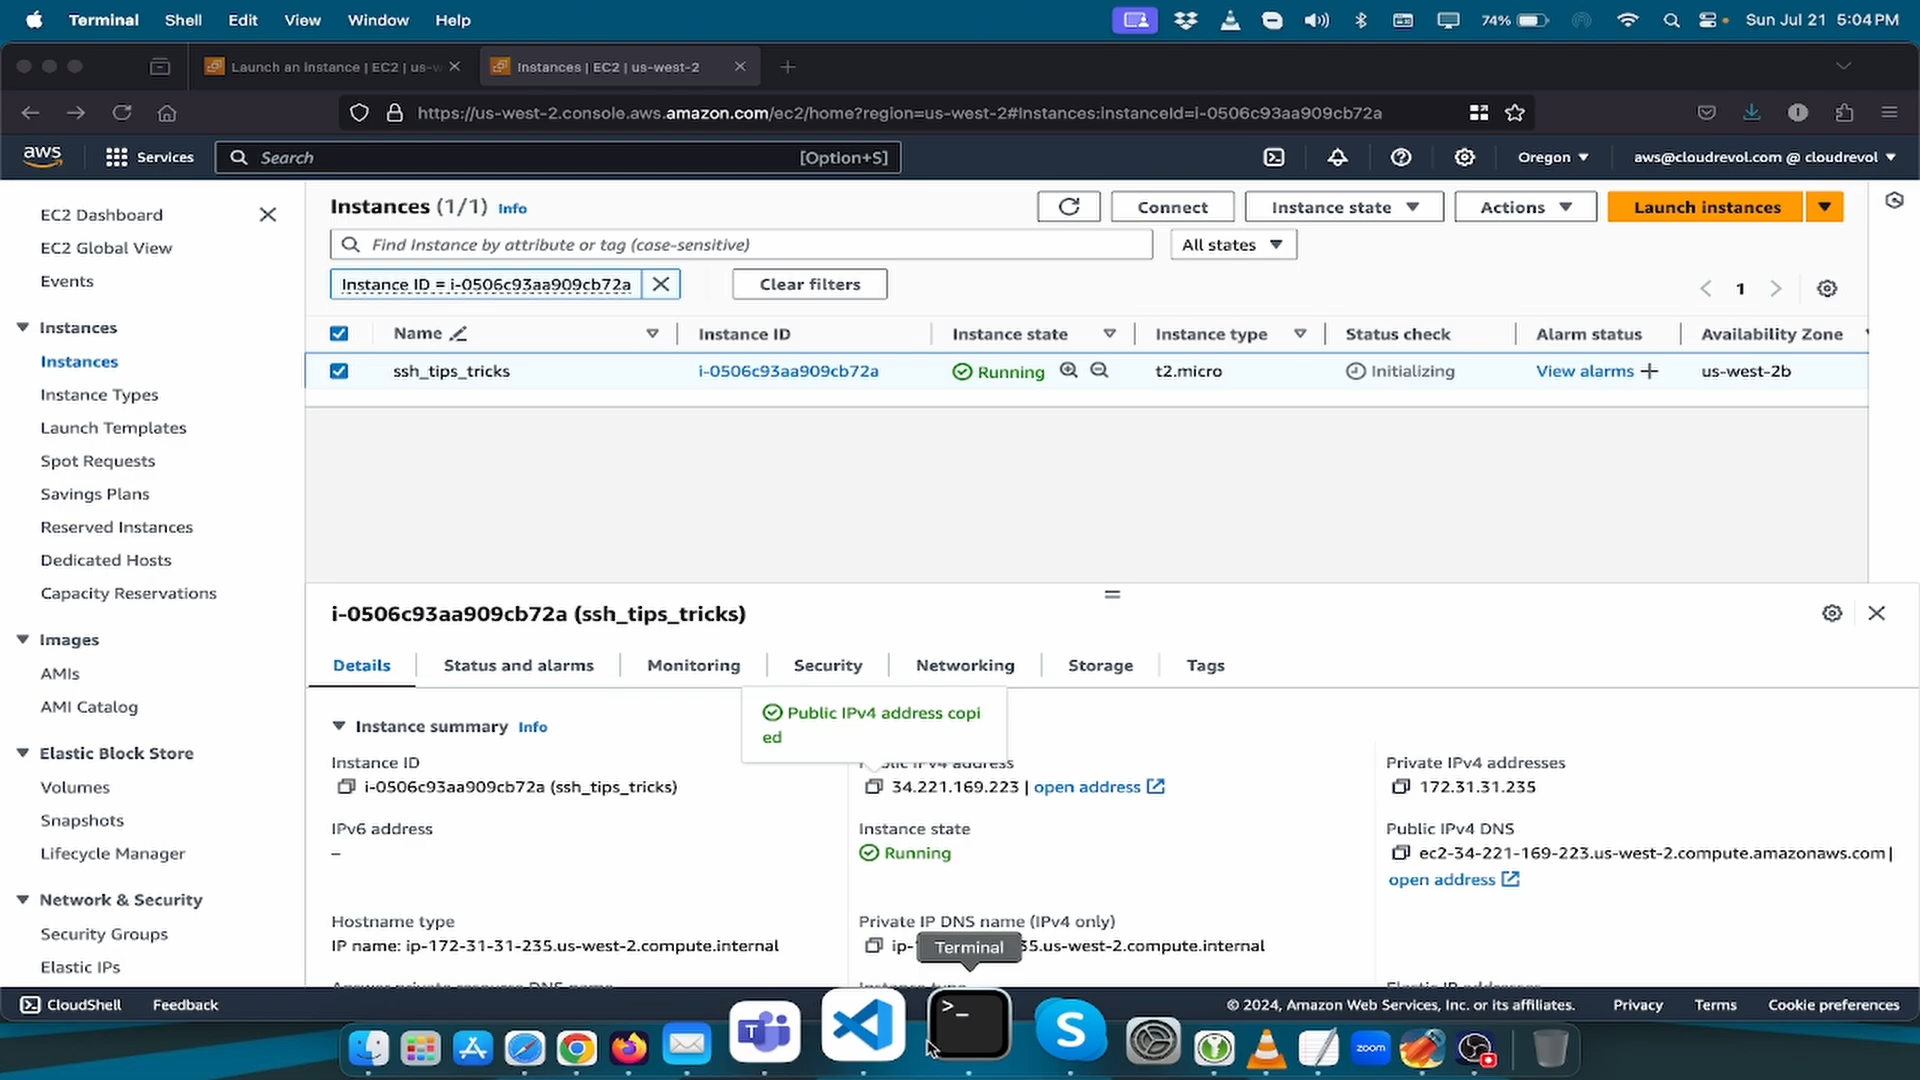 Terminal Shell Edit View Window Help 74% Sun Jul 21 5:04 PM
Launch an instance | EC2 | us-w Instances | EC2 | us-west-2
https://us-west-2.console.aws.amazon.com/ec2/home?region=us-west-2#Instances:instanceId=i-0506c93aa909cb72a
aws Services Search [Option+S] Oregon aws@cloudrevol.com @ cloudrevol
EC2 Dashboard
EC2 Global View
Events
Instances
Instances
Instance Types
Launch Templates
Spot Requests
Savings Plans
Reserved Instances
Dedicated Hosts
Capacity Reservations
Images
AMIs
AMI Catalog
Elastic Block Store
Volumes
Snapshots
Lifecycle Manager
Network & Security
Security Groups
Elastic IPs
Instances (1/1) Info Connect Instance state Actions Launch instances
Find Instance by attribute or tag (case-sensitive) All states
Instance ID = i-0506c93aa909cb72a Clear filters 1
Name Instance ID Instance state Instance type Status check Alarm status Availability Zone
ssh_tips_tricks i-0506c93aa909cb72a Running t2.micro Initializing View alarms us-west-2b
i-0506c93aa909cb72a (ssh_tips_tricks)
Details Status and alarms Monitoring Security Networking Storage Tags
Public IPv4 address copi
ed
Instance summary Info
Instance ID address Private IPv4 addresses
i-0506c93aa909cb72a (ssh_tips_tricks) 34.221.169.223 | open address 172.31.31.235
IPv6 address Instance state Public IPv4 DNS
– Running ec2-34-221-169-223.us-west-2.compute.amazonaws.com |
open address
Hostname type Private IP DNS name (IPv4 only)
IP name: ip-172-31-31-235.us-west-2.compute.internal ip- 35.us-west-2.compute.internal
Terminal
CloudShell Feedback © 2024, Amazon Web Services, Inc. or its affiliates. Privacy Terms Cookie preferences
zoom